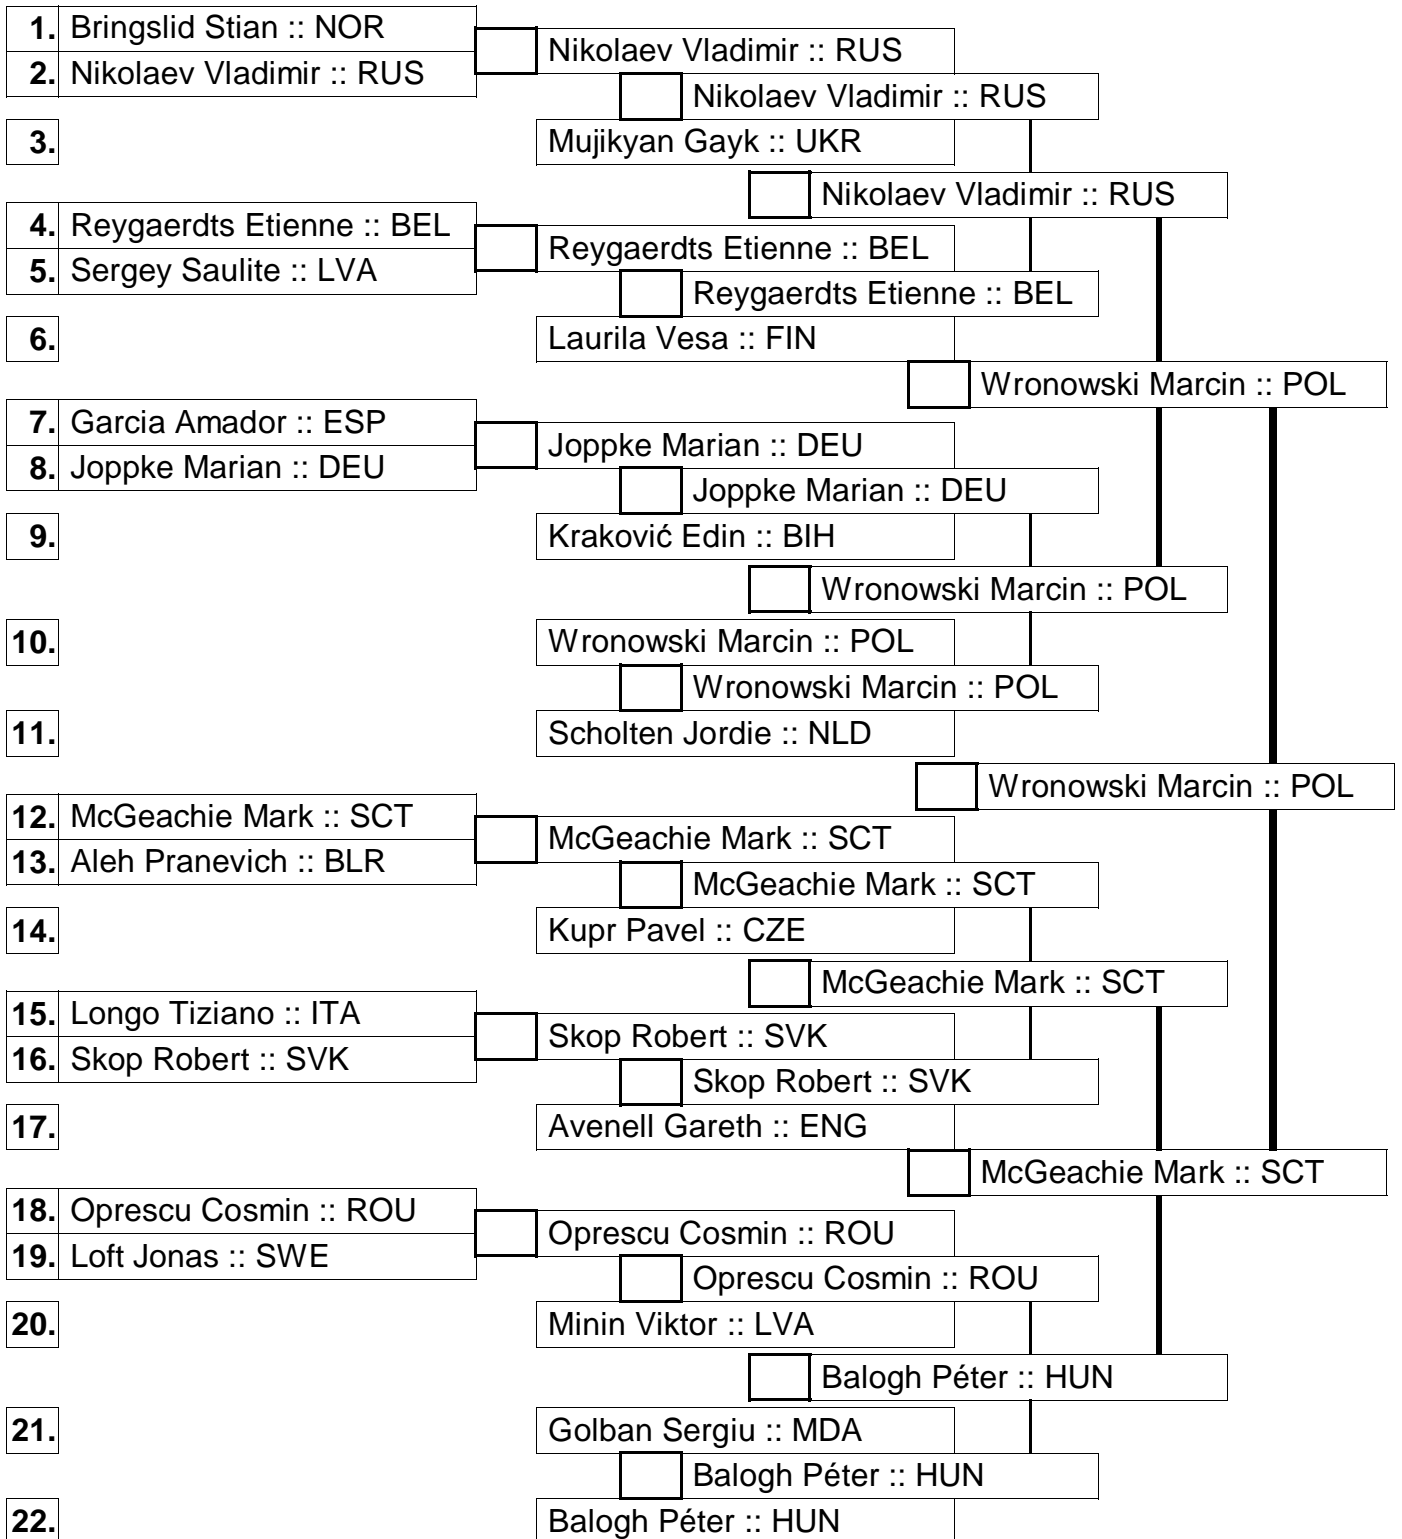 1. Bringslid Stian :: NOR
Nikolaev Vladimir :: RUS
2. Nikolaev Vladimir :: RUS
Nikolaev Vladimir :: RUS
3. Mujikyan Gayk :: UKR
Nikolaev Vladimir :: RUS
4. Reygaerdts Etienne :: BEL
Reygaerdts Etienne :: BEL
5. Sergey Saulite :: LVA
Reygaerdts Etienne :: BEL
6. Laurila Vesa :: FIN
Wronowski Marcin :: POL
7. Garcia Amador :: ESP
Joppke Marian :: DEU
8. Joppke Marian :: DEU
Joppke Marian :: DEU
9. Kraković Edin :: BIH
Wronowski Marcin :: POL
10. Wronowski Marcin :: POL
Wronowski Marcin :: POL
11. Scholten Jordie :: NLD
Wronowski Marcin :: POL
12. McGeachie Mark :: SCT
McGeachie Mark :: SCT
13. Aleh Pranevich :: BLR
McGeachie Mark :: SCT
14. Kupr Pavel :: CZE
McGeachie Mark :: SCT
15. Longo Tiziano :: ITA
Skop Robert :: SVK
16. Skop Robert :: SVK
Skop Robert :: SVK
17. Avenell Gareth :: ENG
McGeachie Mark :: SCT
18. Oprescu Cosmin :: ROU
Oprescu Cosmin :: ROU
19. Loft Jonas :: SWE
Oprescu Cosmin :: ROU
20. Minin Viktor :: LVA
Balogh Péter :: HUN
21. Golban Sergiu :: MDA
Balogh Péter :: HUN
22. Balogh Péter :: HUN